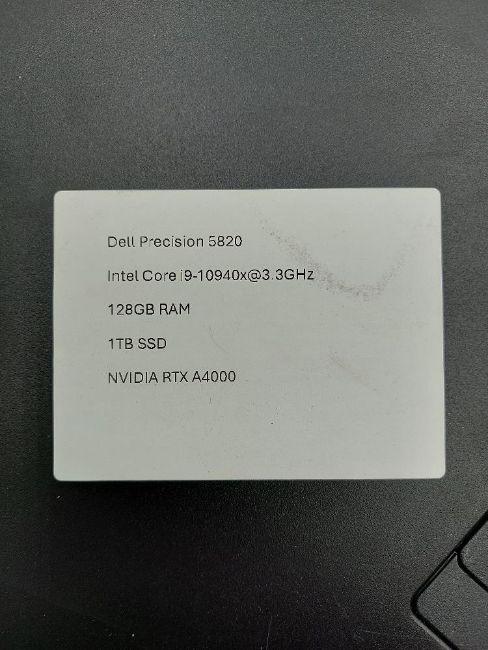 Dell Precision 5820
Intel Core i9-10940x@3.3GHz
128GB RAM
1TB SSD
NVIDIA RTX A4000